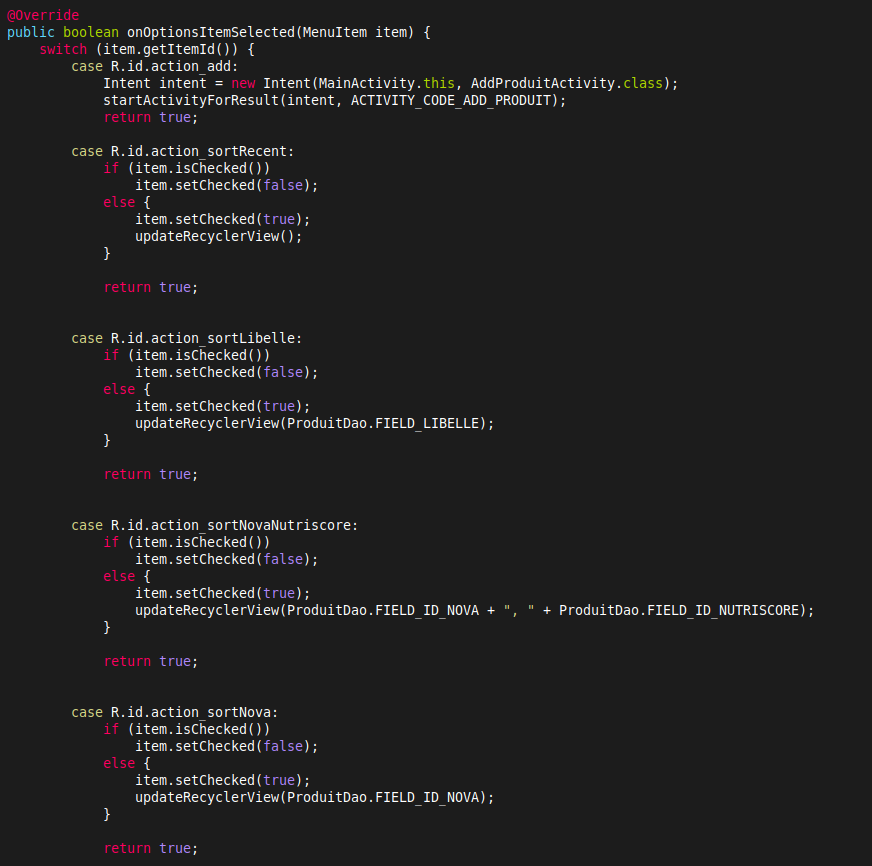 @Override
public boolean onOptionsItemSelected(MenuItem item) {
    switch (item.getItemId()) {
        case R.id.action_add:
            Intent intent = new Intent(MainActivity.this, AddProduitActivity.class);
            startActivityForResult(intent, ACTIVITY_CODE_ADD_PRODUIT);
            return true;

        case R.id.action_sortRecent:
            if (item.isChecked())
                item.setChecked(false);
            else {
                item.setChecked(true);
                updateRecyclerView();
            }

            return true;


        case R.id.action_sortLibelle:
            if (item.isChecked())
                item.setChecked(false);
            else {
                item.setChecked(true);
                updateRecyclerView(ProduitDao.FIELD_LIBELLE);
            }

            return true;


        case R.id.action_sortNovaNutriscore:
            if (item.isChecked())
                item.setChecked(false);
            else {
                item.setChecked(true);
                updateRecyclerView(ProduitDao.FIELD_ID_NOVA + ", " + ProduitDao.FIELD_ID_NUTRISCORE);
            }

            return true;


        case R.id.action_sortNova:
            if (item.isChecked())
                item.setChecked(false);
            else {
                item.setChecked(true);
                updateRecyclerView(ProduitDao.FIELD_ID_NOVA);
            }

            return true;